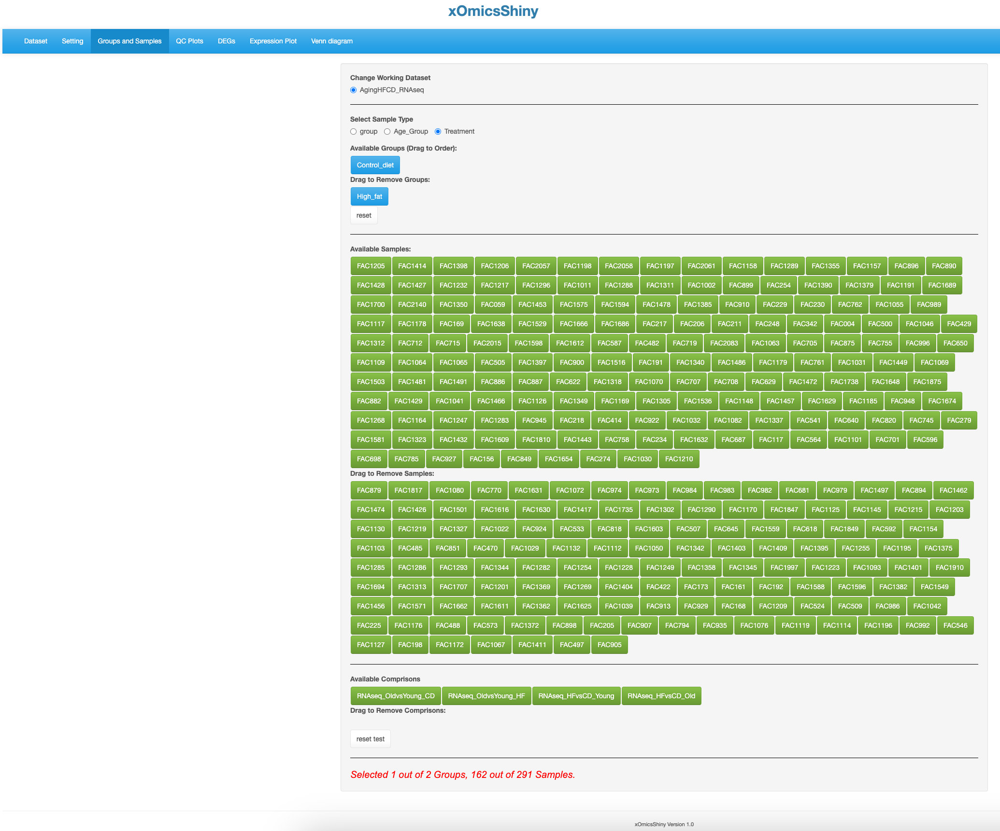 xOmicsShiny
Dataset Setting Groups and Samples QC Plots DEGs Expression Plot Venn diagram
Change Working Dataset
AgingHFCD_RNAseq
Select Sample Type
group Age_Group Treatment
Available Groups (Drag to Order):
Control_diet
Drag to Remove Groups:
High_fat
reset
Available Samples:
FAC1205 FAC1414 FAC1398 FAC1206 FAC2057 FAC1198 FAC2058 FAC1197 FAC2061 FAC1158 FAC1289 FAC1355 FAC1157 FAC896 FAC890
FAC1428 FAC1427 FAC1232 FAC1217 FAC1296 FAC1011 FAC1288 FAC1311 FAC1002 FAC899 FAC254 FAC1390 FAC1379 FAC1191 FAC1689
FAC1700 FAC2140 FAC1350 FAC059 FAC1453 FAC1575 FAC1594 FAC1478 FAC1385 FAC910 FAC229 FAC230 FAC762 FAC1055 FAC989
FAC1117 FAC1178 FAC169 FAC1638 FAC1529 FAC1666 FAC1686 FAC217 FAC206 FAC211 FAC248 FAC342 FAC004 FAC500 FAC1046 FAC429
FAC1312 FAC712 FAC715 FAC2015 FAC1598 FAC1612 FAC587 FAC482 FAC719 FAC2083 FAC1063 FAC705 FAC875 FAC755 FAC996 FAC650
FAC1109 FAC1064 FAC1065 FAC505 FAC1397 FAC900 FAC1516 FAC191 FAC1340 FAC1486 FAC1179 FAC761 FAC1031 FAC1449 FAC1069
FAC1503 FAC1481 FAC1491 FAC886 FAC887 FAC622 FAC1318 FAC1070 FAC707 FAC708 FAC629 FAC1472 FAC1738 FAC1648 FAC1875
FAC882 FAC1429 FAC1041 FAC1466 FAC1126 FAC1349 FAC1169 FAC1305 FAC1536 FAC1148 FAC1457 FAC1629 FAC1185 FAC948 FAC1674
FAC1268 FAC1164 FAC1247 FAC1283 FAC945 FAC218 FAC414 FAC922 FAC1032 FAC1082 FAC1337 FAC541 FAC640 FAC820 FAC745 FAC279
FAC1581 FAC1323 FAC1432 FAC1609 FAC1810 FAC1443 FAC758 FAC234 FAC1632 FAC687 FAC117 FAC564 FAC1101 FAC701 FAC596
FAC698 FAC785 FAC927 FAC156 FAC849 FAC1654 FAC274 FAC1030 FAC1210
Drag to Remove Samples:
FAC879 FAC1817 FAC1080 FAC770 FAC1631 FAC1072 FAC974 FAC973 FAC984 FAC983 FAC982 FAC681 FAC979 FAC1497 FAC894 FAC1462
FAC1474 FAC1426 FAC1501 FAC1616 FAC1630 FAC1417 FAC1735 FAC1302 FAC1290 FAC1170 FAC1847 FAC1125 FAC1145 FAC1215 FAC1203
FAC1130 FAC1219 FAC1327 FAC1022 FAC924 FAC533 FAC818 FAC1603 FAC507 FAC645 FAC1559 FAC618 FAC1849 FAC592 FAC1154
FAC1103 FAC485 FAC851 FAC470 FAC1029 FAC1132 FAC1112 FAC1050 FAC1342 FAC1403 FAC1409 FAC1395 FAC1255 FAC1195 FAC1375
FAC1285 FAC1286 FAC1293 FAC1344 FAC1282 FAC1254 FAC1228 FAC1249 FAC1358 FAC1345 FAC1997 FAC1223 FAC1093 FAC1401 FAC1910
FAC1694 FAC1313 FAC1707 FAC1201 FAC1369 FAC1269 FAC1404 FAC422 FAC173 FAC161 FAC192 FAC1588 FAC1596 FAC1382 FAC1549
FAC1456 FAC1571 FAC1662 FAC1611 FAC1362 FAC1625 FAC1039 FAC913 FAC929 FAC168 FAC1209 FAC524 FAC509 FAC986 FAC1042
FAC225 FAC1176 FAC488 FAC573 FAC1372 FAC898 FAC205 FAC907 FAC794 FAC935 FAC1076 FAC1119 FAC1114 FAC1196 FAC992 FAC546
FAC1127 FAC198 FAC1172 FAC1067 FAC1411 FAC497 FAC905
Available Comprisons
RNAseq_OldvsYoung_CD RNAseq_OldvsYoung_HF RNAseq_HFvsCD_Young RNAseq_HFvsCD_Old
Drag to Remove Comprisons:
reset test
Selected 1 out of 2 Groups, 162 out of 291 Samples.
xOmicsShiny Version 1.0